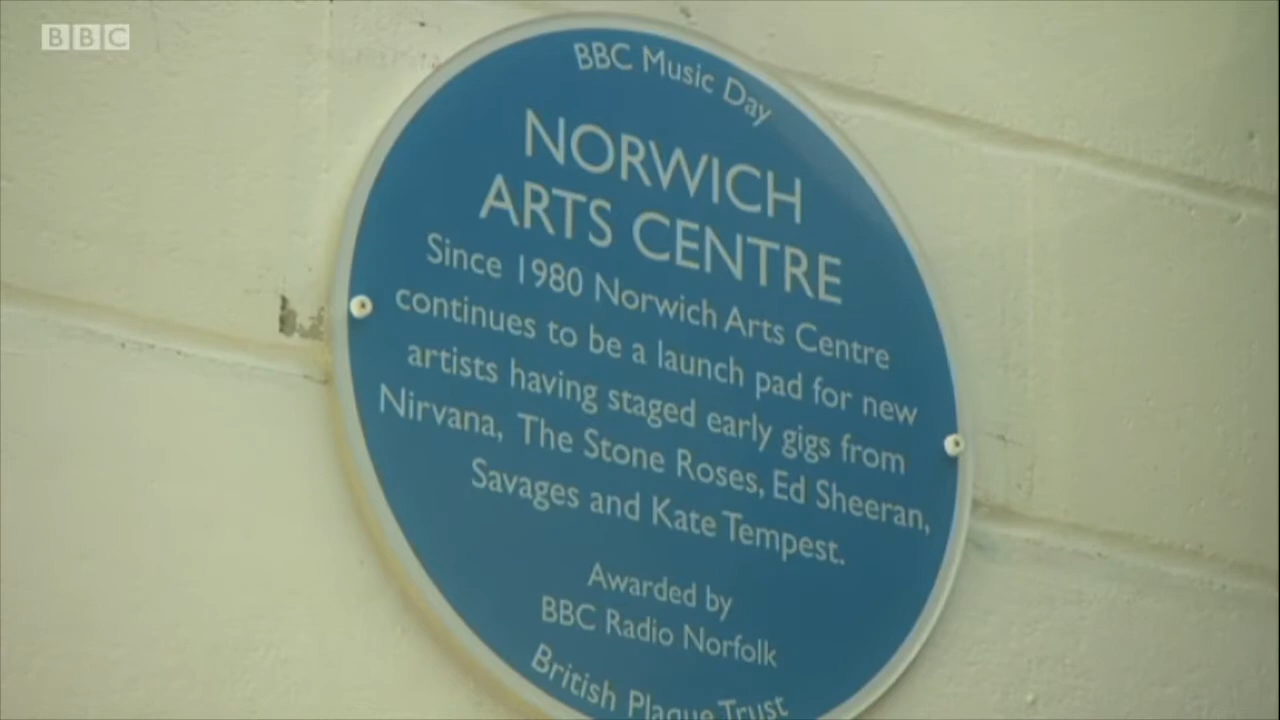 BBC
BBC Music Day
NORWICH
ARTS CENTRE
Since 1980 Norwich Arts Centre
continues to be a launch pad for new
artists having staged early gigs from
Nirvana, The Stone Roses, Ed Sheeran,
Savages and Kate Tempest.
Awarded by
BBC Radio Norfolk
British Plaque Trust